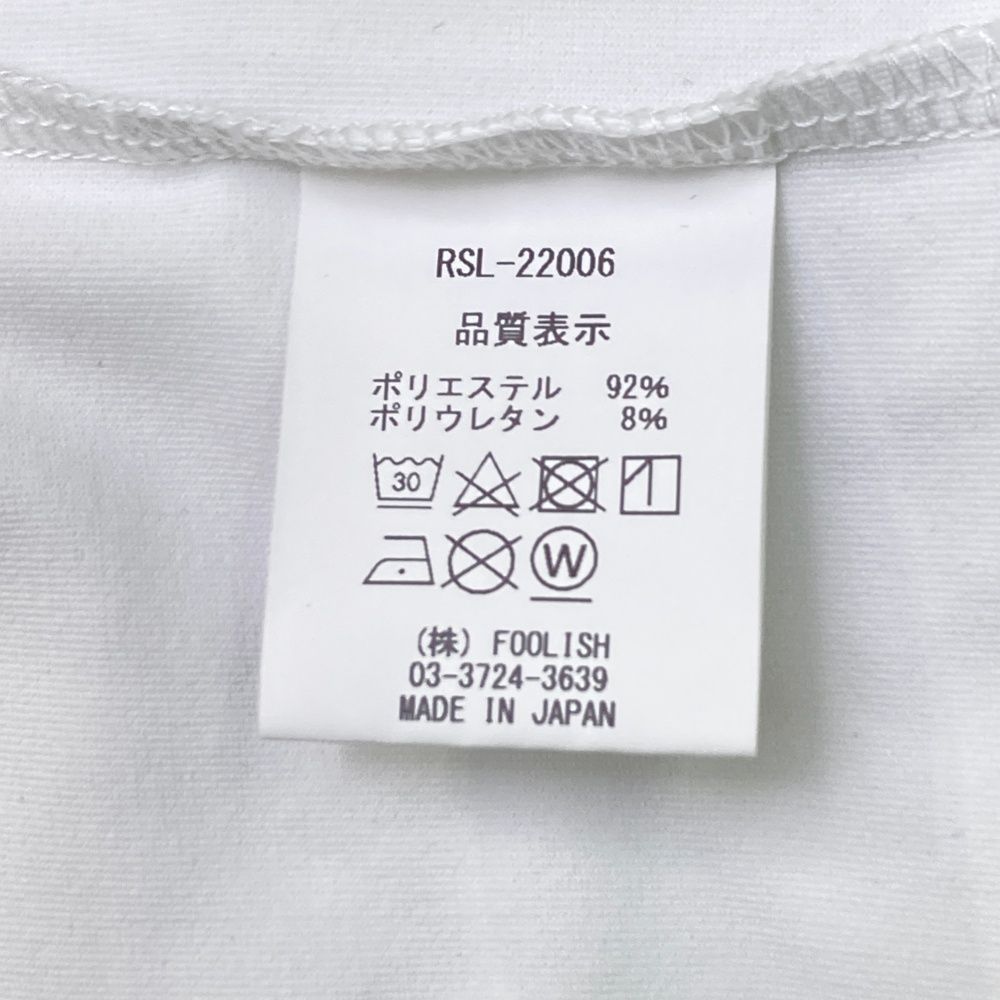 RSL-22006
品質表示
ポリエステル 92%
ポリウレタン 8%
30
W
(株) FOOLISH
03-3724-3639
MADE IN JAPAN